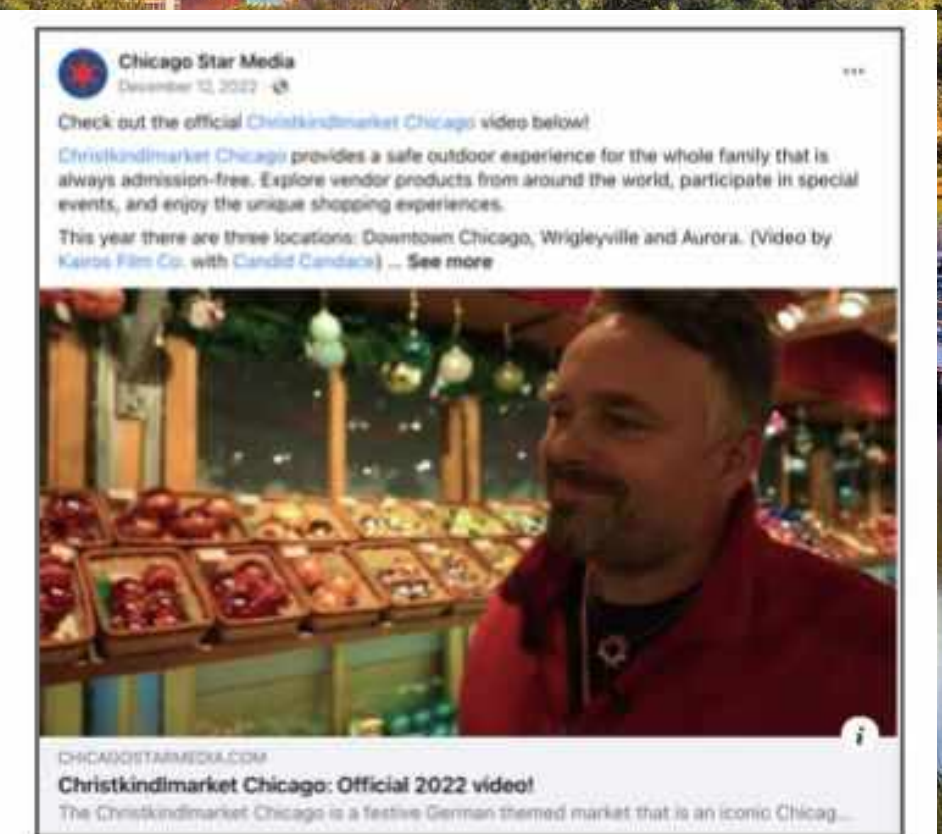 Chicago Star Media
December 12, 2022
Check out the official Christkindlmarket Chicago video below!
Christkindlmarket Chicago provides a safe outdoor experience for the whole family that is
always admission-free. Explore vendor products from around the world, participate in special
events, and enjoy the unique shopping experiences.
This year there are three locations: Downtown Chicago, Wrigleyville and Aurora. (Video by
Kairos Film Co. with Candid Candace) ... See more
i
CHICAGOSTARMEDIA.COM
Christkindlmarket Chicago: Official 2022 video!
The Christkindlmarket Chicago is a festive German themed market that is an iconic Chicag...